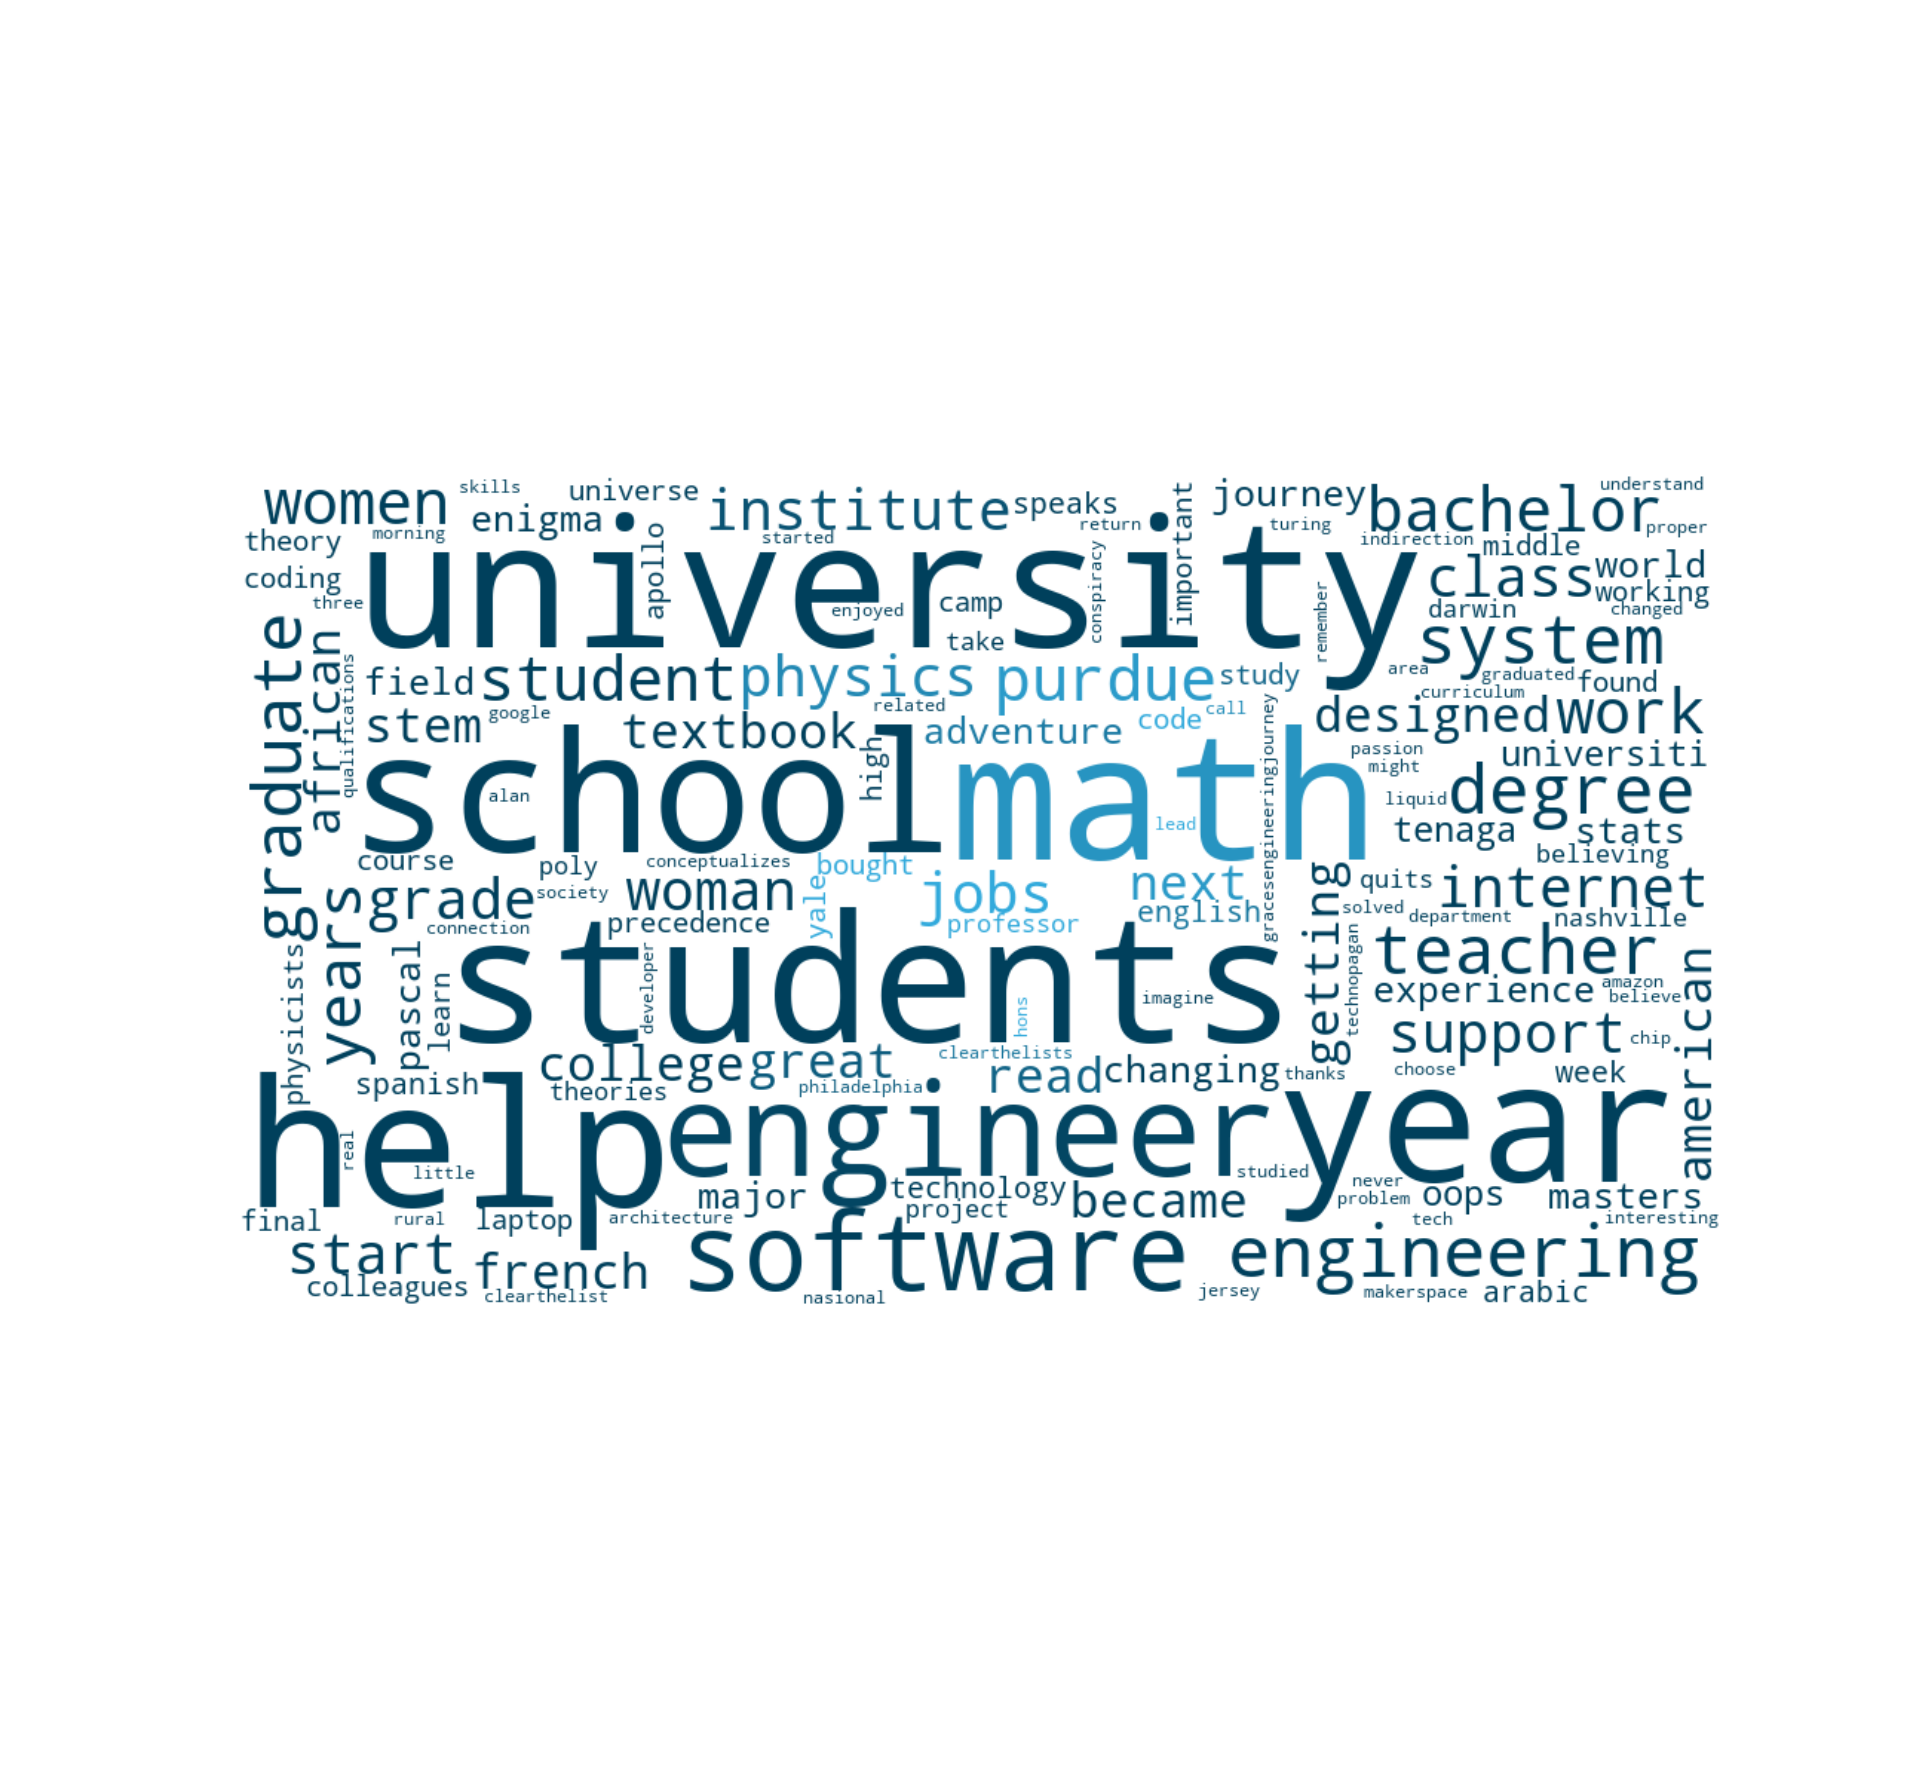 women skills universe institute speaks important journey bachelor understand
theory morning enigma started return turing indirection middle proper
coding three university apollo enjoyed camp take conspiracy remember class world working darwin changed
graduate african qualifications field student physics purdue study area system graduated found curriculum
stem google textbook related adventure code call designed work
school alan high math lead gracesengineeringjourney passion might universiti liquid degree
tenaga stats believing
course poly conceptualizes bought yale jobs next getting quits internet
years grade society woman precedence professor english solved department nashville
physicists pascal learn connection students developer hons imagine technopagan teacher american
experience amazon believe
support chip
college great clearthelists read changing thanks choose week
spanish theories philadelphia
help real little engineer studied year never
final rural laptop architecture major technology project became problem oops tech masters interesting
start french software engineering
colleagues clearthelist nasional jersey makerspace arabic